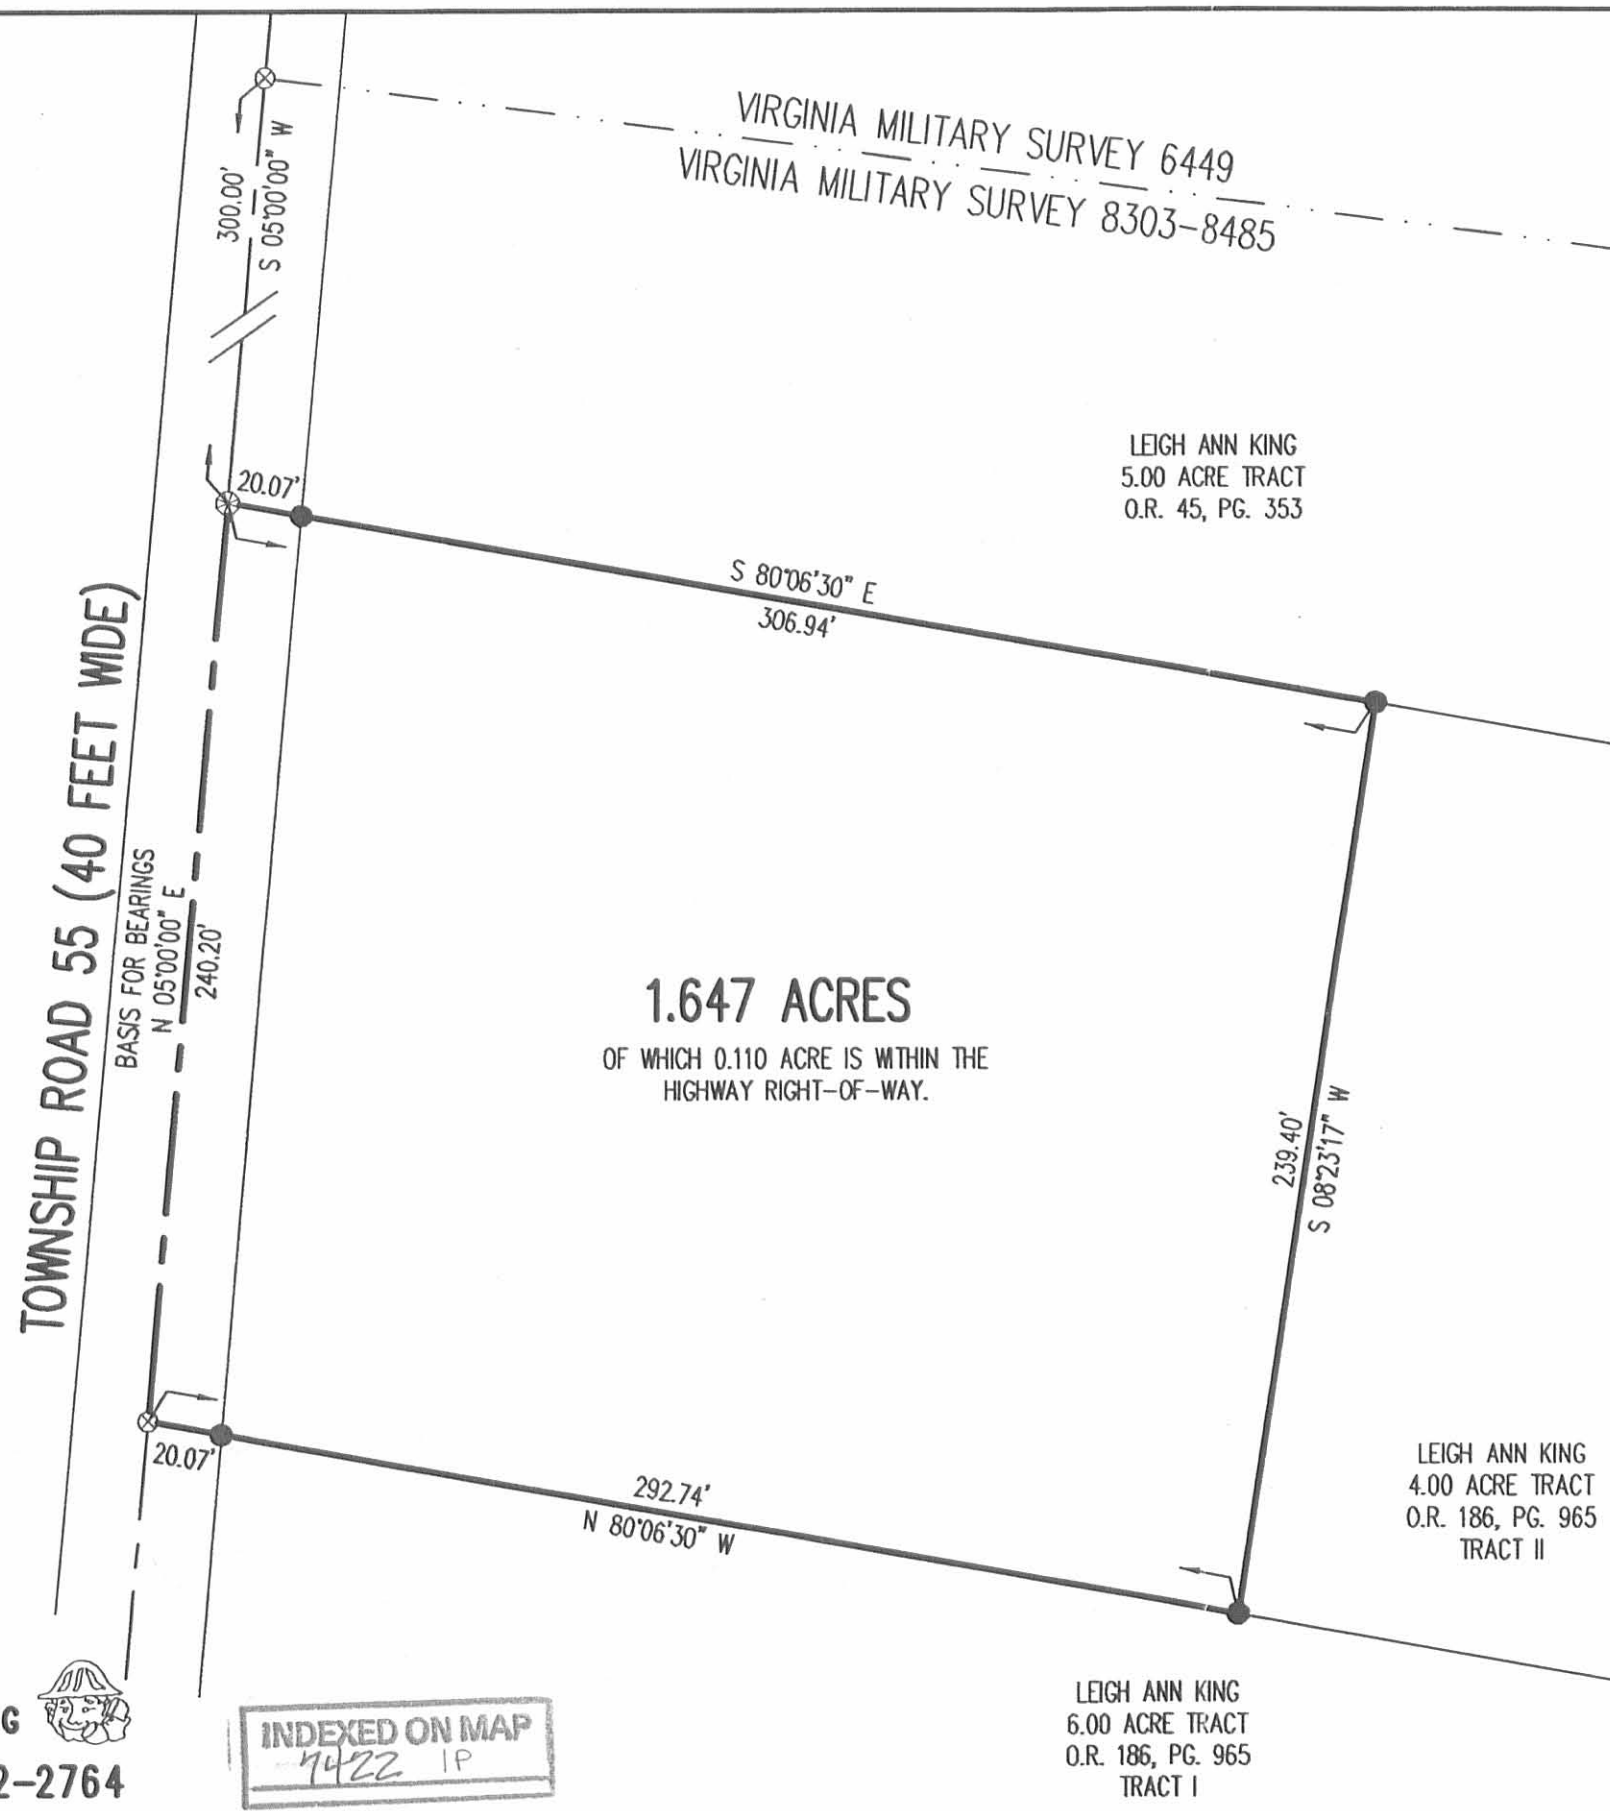 VIRGINIA MILITARY SURVEY 6449
VIRGINIA MILITARY SURVEY 8303-8485
300.00'
S 05°00'00" W
LEIGH ANN KING
5.00 ACRE TRACT
O.R. 45, PG. 353
20.07'
S 80°06'30" E
306.94'
TOWNSHIP ROAD 55 (40 FEET WIDE)
BASIS FOR BEARINGS
N 05°00'00" E
240.20'
1.647 ACRES
OF WHICH 0.110 ACRE IS WITHIN THE
HIGHWAY RIGHT-OF-WAY.
239.40'
S 08°23'17" W
20.07'
292.74'
N 80°06'30" W
LEIGH ANN KING
4.00 ACRE TRACT
O.R. 186, PG. 965
TRACT II
LEIGH ANN KING
6.00 ACRE TRACT
O.R. 186, PG. 965
TRACT I
G
2-2764
INDEXED ON MAP
7422 1P